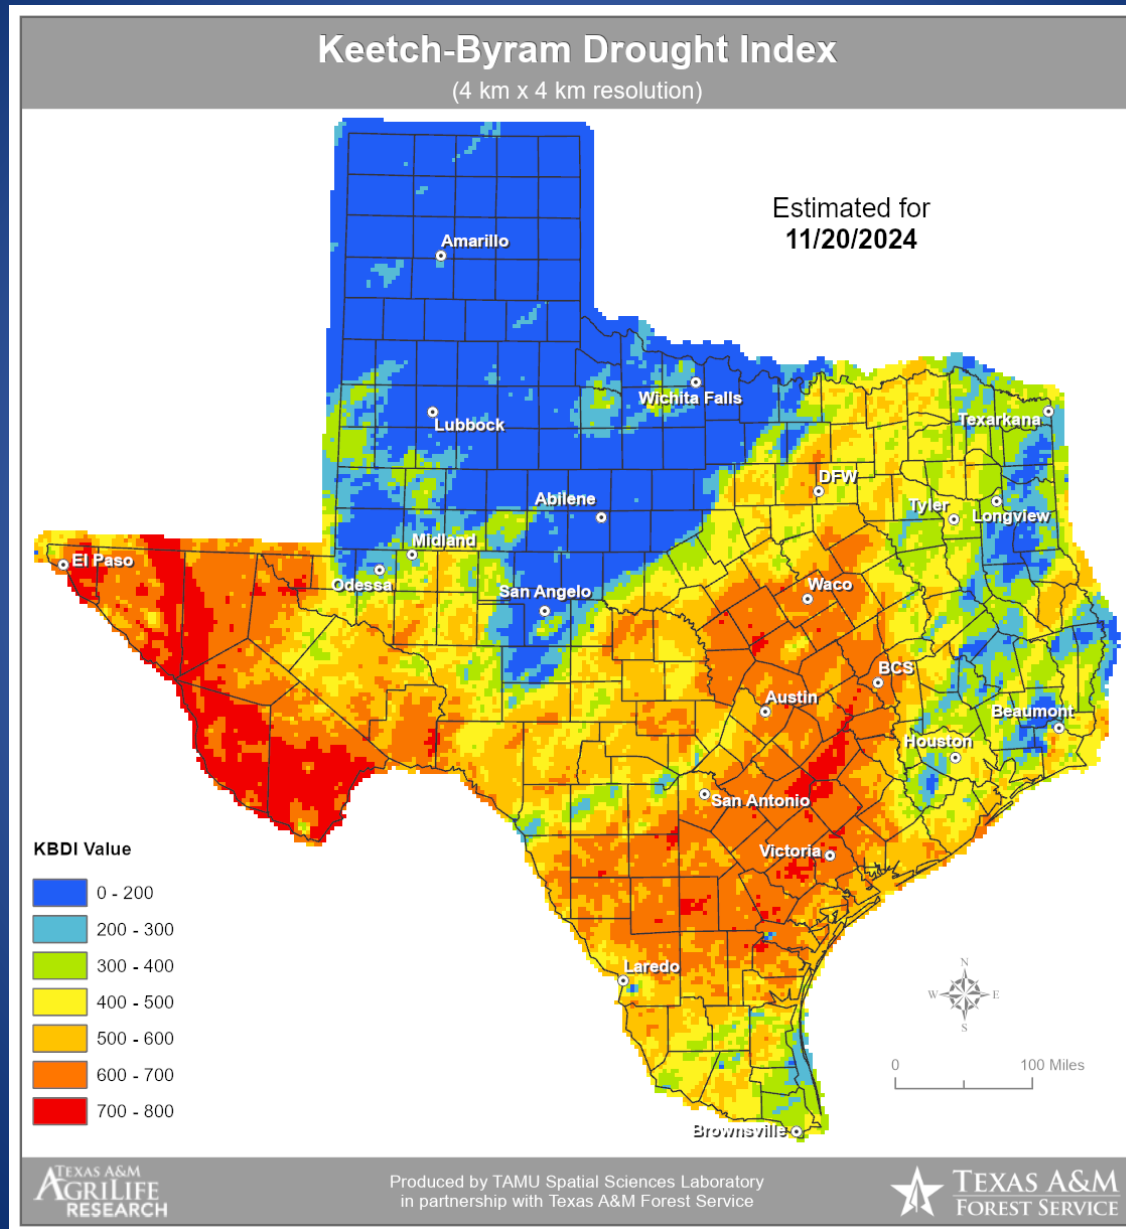 Keetch-Byram Drought Index
(4 km x 4 km resolution)
Estimated for
11/20/2024
Amarillo
Wichita Falls
Lubbock
Texarkana
DFW
Abilene
Tyler
Longview
Midland
El Paso
Odessa
San Angelo
Waco
BCS
Austin
Beaumont
Houston
San Antonio
Victoria
Laredo
Brownsville
KBDI Value
0 - 200
200 - 300
300 - 400
400 - 500
500 - 600
600 - 700
700 - 800
N
W E
S
0 100 Miles
TEXAS A&M
AGRILIFE
RESEARCH
Produced by TAMU Spatial Sciences Laboratory
in partnership with Texas A&M Forest Service
TEXAS A&M
FOREST SERVICE